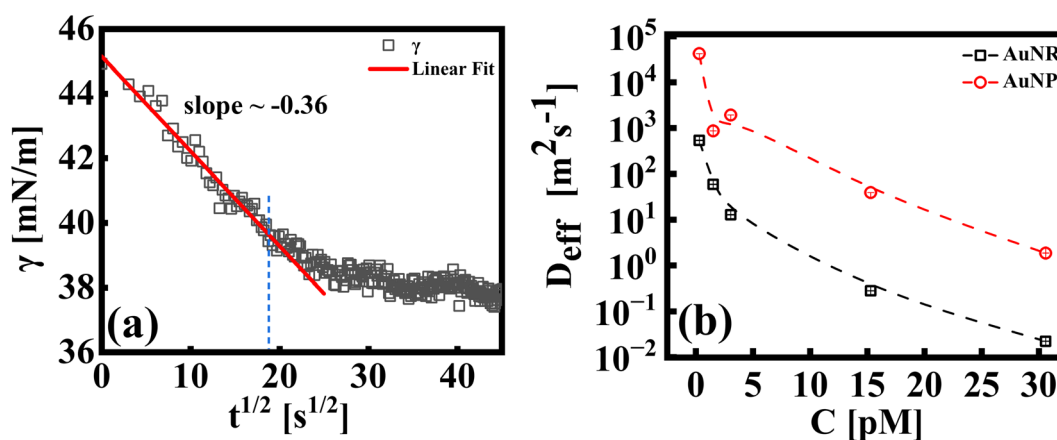 γ [mN/m]
46
44
42
40
38
36
γ
Linear Fit
slope ~ -0.36
(a)
0
10
20
30
40
t^1/2 [s^1/2]
D_eff [m^2s^-1]
10^5
10^4
10^3
10^2
10^1
10^0
10^-1
10^-2
AuNR
AuNP
(b)
0
5
10
15
20
25
30
C [pM]